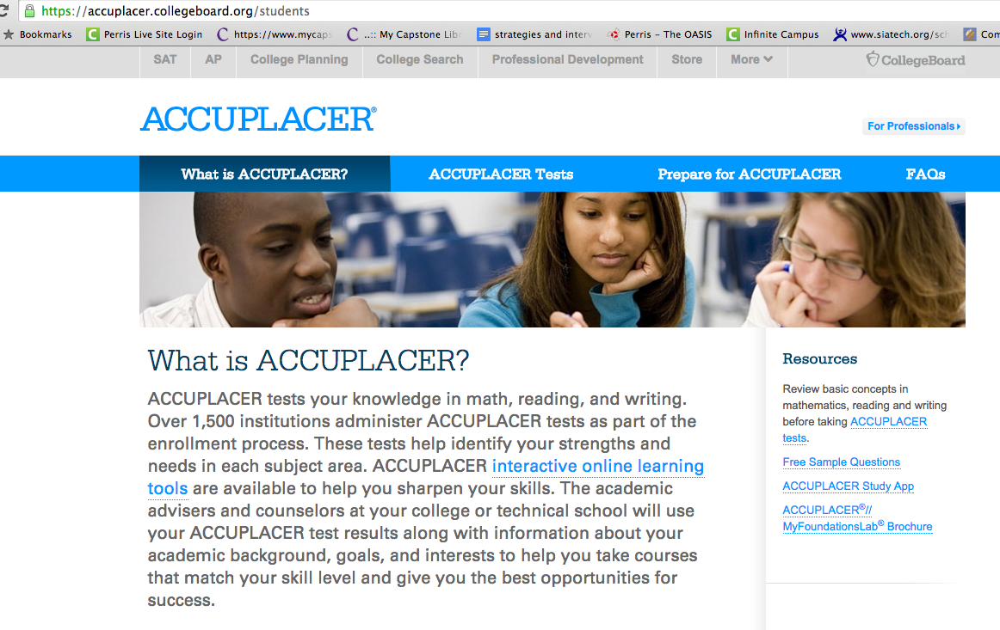 https://accuplacer.collegeboard.org/students
Bookmarks Perris Live Site Login https://www.mycaps ..:: My Capstone Libr strategies and interv Perris – The OASIS Infinite Campus www.siatech.org/sch Com
SAT AP College Planning College Search Professional Development Store More CollegeBoard
ACCUPLACER®
For Professionals
What is ACCUPLACER? ACCUPLACER Tests Prepare for ACCUPLACER FAQs
What is ACCUPLACER?
ACCUPLACER tests your knowledge in math, reading, and writing.
Over 1,500 institutions administer ACCUPLACER tests as part of the
enrollment process. These tests help identify your strengths and
needs in each subject area. ACCUPLACER interactive online learning
tools are available to help you sharpen your skills. The academic
advisers and counselors at your college or technical school will use
your ACCUPLACER test results along with information about your
academic background, goals, and interests to help you take courses
that match your skill level and give you the best opportunities for
success.
Resources
Review basic concepts in
mathematics, reading and writing
before taking ACCUPLACER
tests.
Free Sample Questions
ACCUPLACER Study App
ACCUPLACER®//
MyFoundationsLab® Brochure